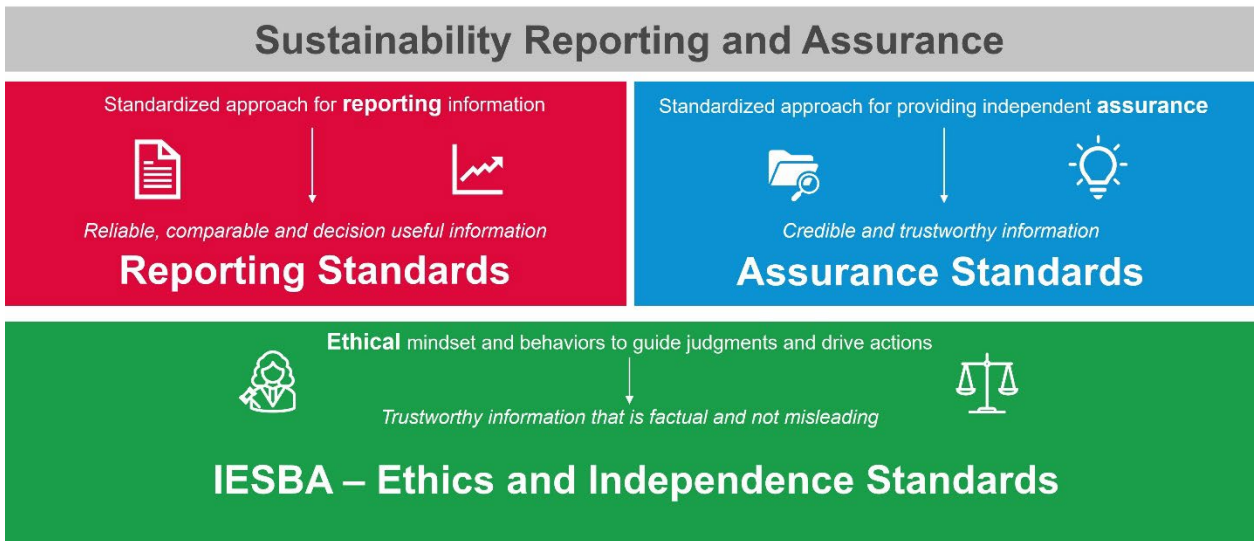 Sustainability Reporting and Assurance
Standardized approach for reporting information
Reliable, comparable and decision useful information
Reporting Standards
Standardized approach for providing independent assurance
Credible and trustworthy information
Assurance Standards
Ethical mindset and behaviors to guide judgments and drive actions
Trustworthy information that is factual and not misleading
IESBA – Ethics and Independence Standards